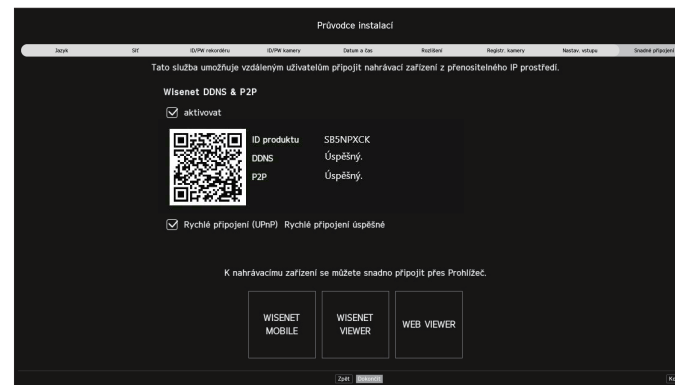 Průvodce instalací
Jazyk Síť ID/PW rekordéru ID/PW kamery Datum a čas Rozlišení Registr. kamery Nastav. vstupu Snadné připojení
Tato služba umožňuje vzdáleným uživatelům připojit nahrávací zařízení z přenositelného IP prostředí.
Wisenet DDNS & P2P
aktivovat
ID produktu SB5NPXCK
DDNS Úspěšný.
P2P Úspěšný.
Rychlé připojení (UPnP) Rychlé připojení úspěšné
K nahrávacímu zařízení se můžete snadno připojit přes Prohlížeč.
WISENET
MOBILE
WISENET
VIEWER
WEB VIEWER
Zpět Dokončit